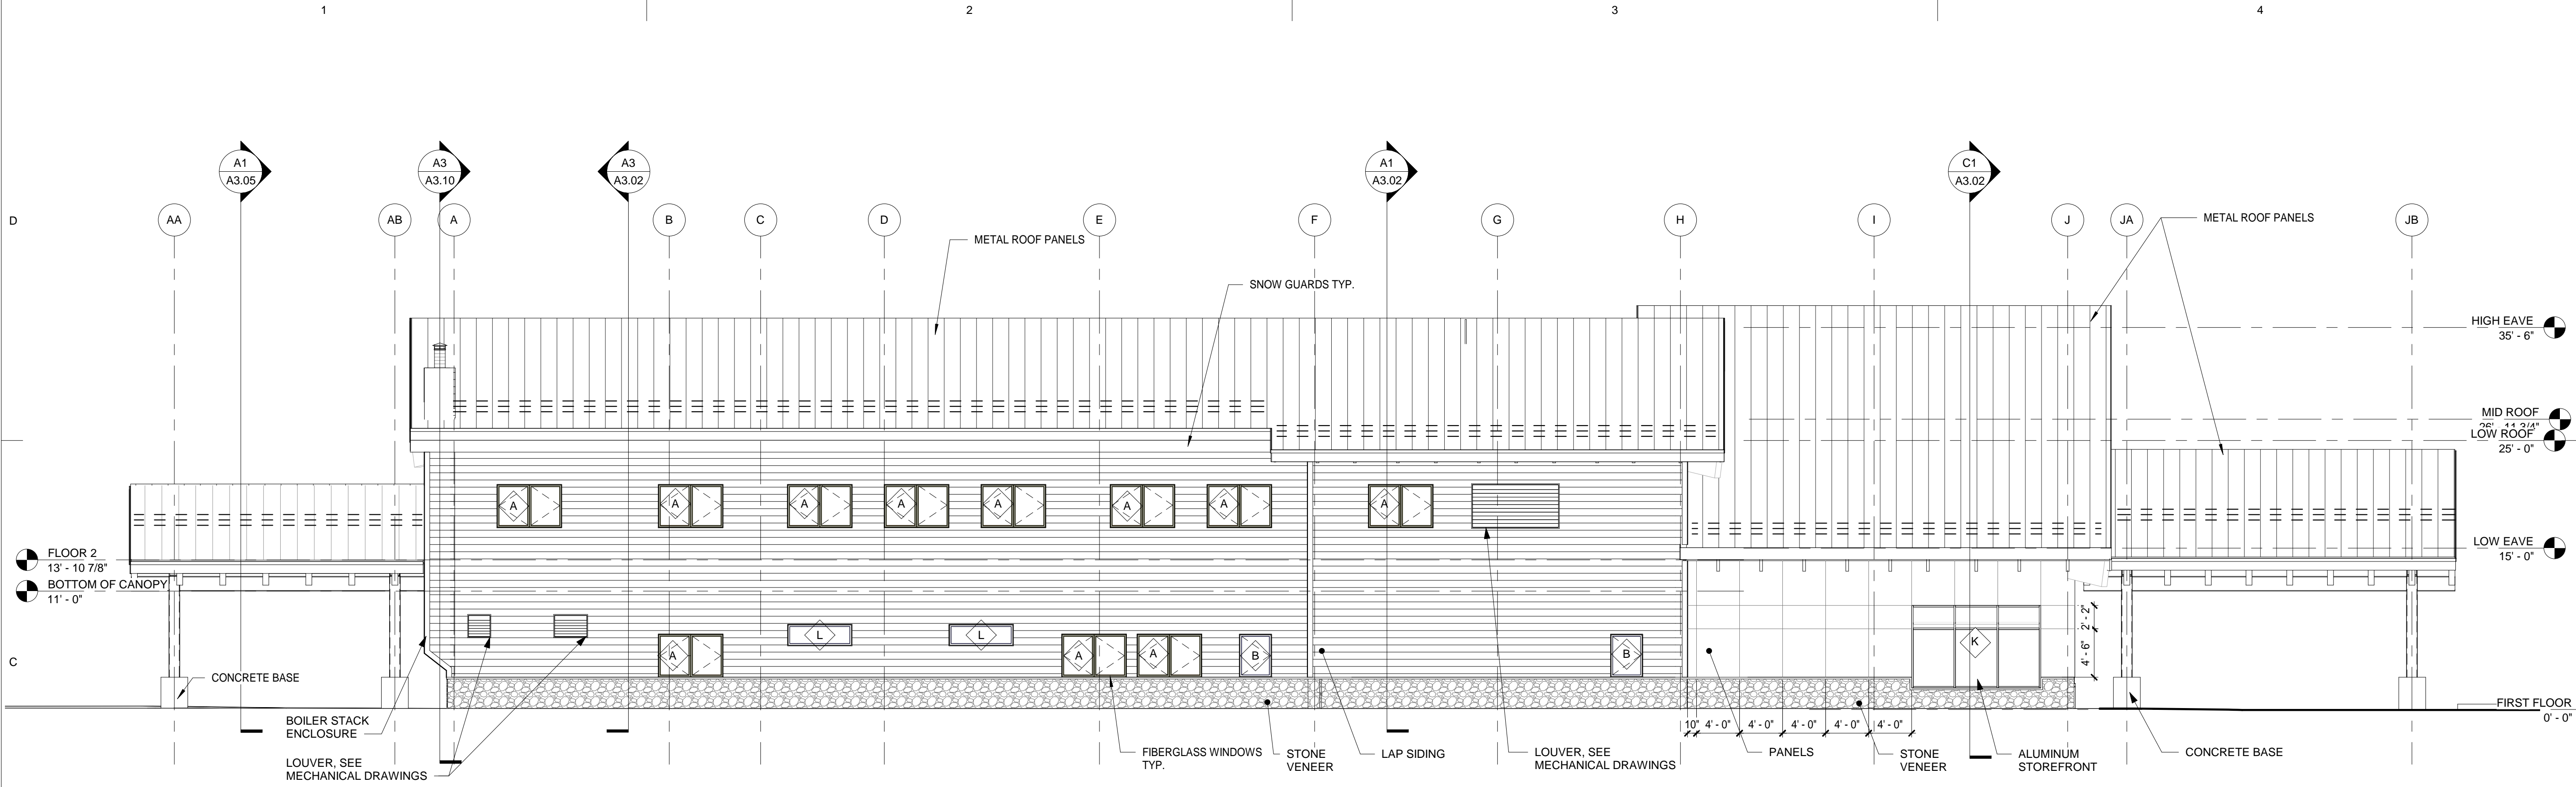 1
2
3
4
A1
A3.05
A3
A3.10
A3
A3.02
A1
A3.02
C1
A3.02
D
AA
AB
A
B
C
D
E
F
G
H
I
J
JA
JB
METAL ROOF PANELS
METAL ROOF PANELS
SNOW GUARDS TYP.
HIGH EAVE
35' - 6"
MID ROOF
26' - 11 3/4"
LOW ROOF
25' - 0"
A
A
A
A
A
A
A
A
FLOOR 2
13' - 10 7/8"
LOW EAVE
15' - 0"
BOTTOM OF CANOPY
11' - 0"
2' - 2"
4' - 6"
C
L
L
A
A
A
B
B
K
CONCRETE BASE
BOILER STACK
ENCLOSURE
LOUVER, SEE
MECHANICAL DRAWINGS
FIBERGLASS WINDOWS
TYP.
STONE
VENEER
LAP SIDING
LOUVER, SEE
MECHANICAL DRAWINGS
10" 4' - 0" 4' - 0" 4' - 0" 4' - 0" 4' - 0"
PANELS
STONE
VENEER
ALUMINUM
STOREFRONT
CONCRETE BASE
FIRST FLOOR
0' - 0"